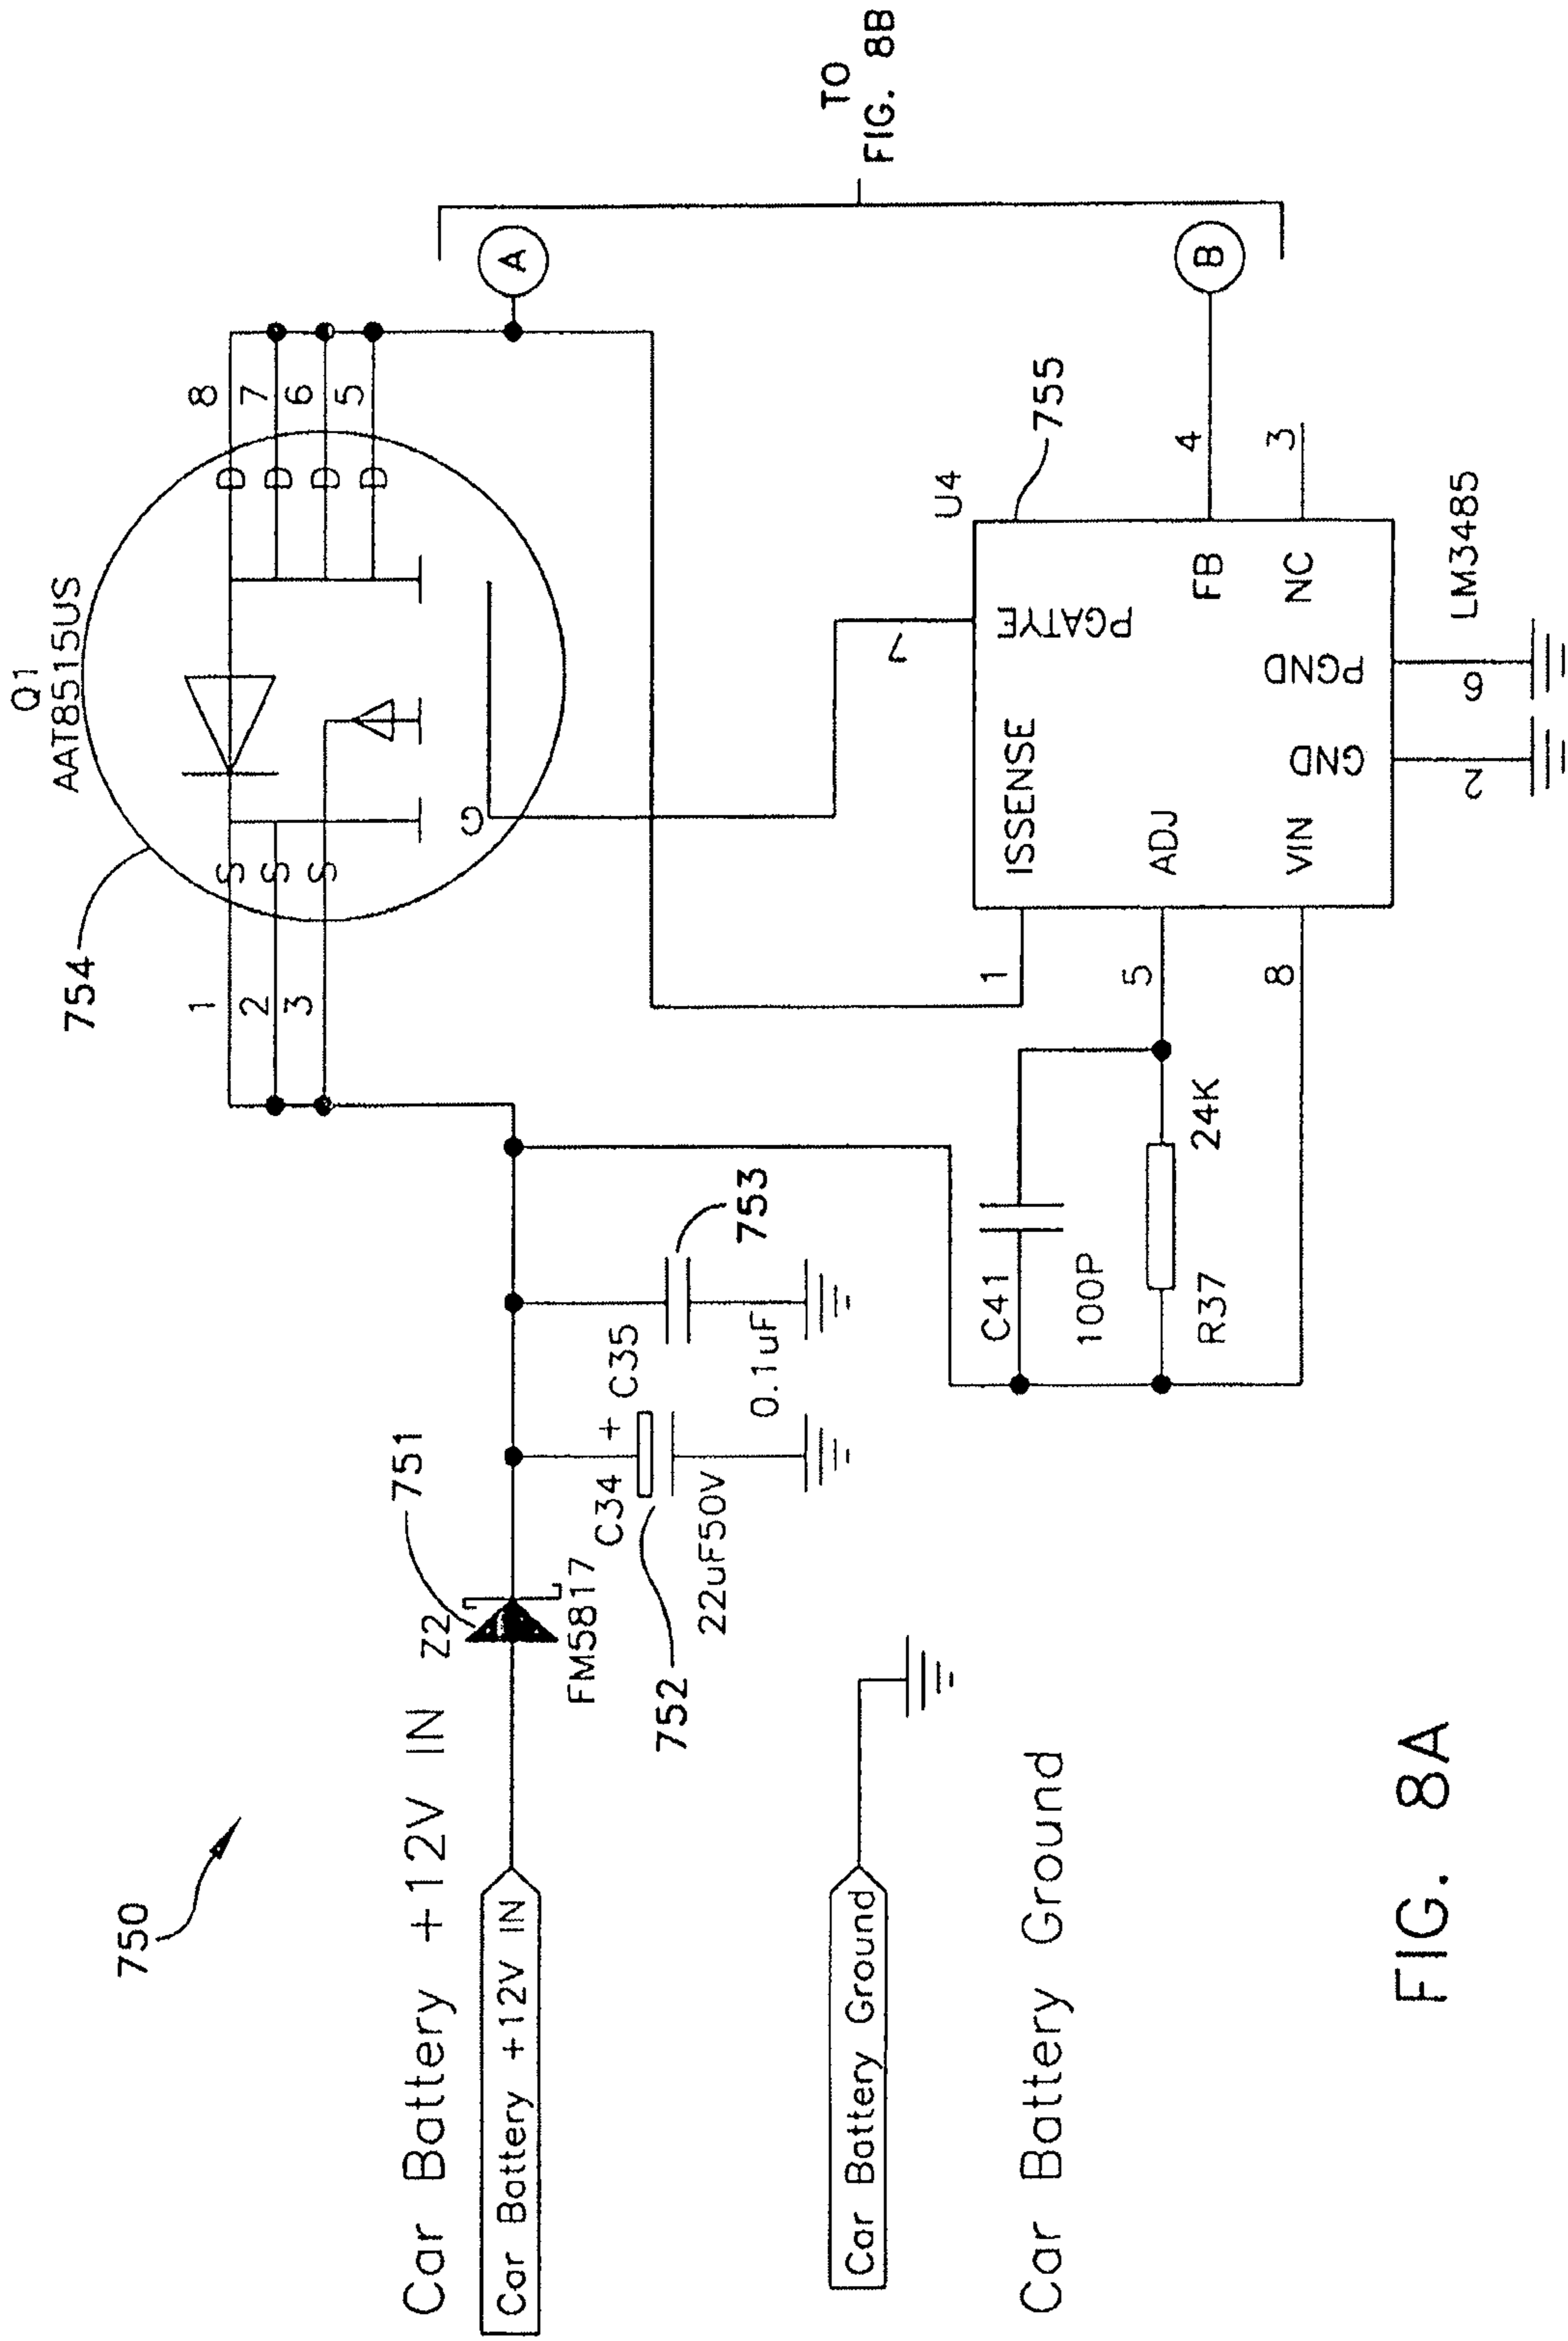 750
Car Battery +12V IN
Car Battery +12V IN
Z2
751
FM5817
C34
+
22uF50V
752
C35
0.1uF
753
754
Q1
AAT8515US
1
2
3
S
S
S
G
D
D
D
D
8
7
6
5
A
TO
FIG. 8B
B
C41
100P
R37
24K
1
5
8
7
4
3
2
6
U4
755
ISSENSE
PGATYE
ADJ
FB
VIN
GND
PGND
NC
LM3485
Car Battery Ground
Car Battery Ground
FIG. 8A